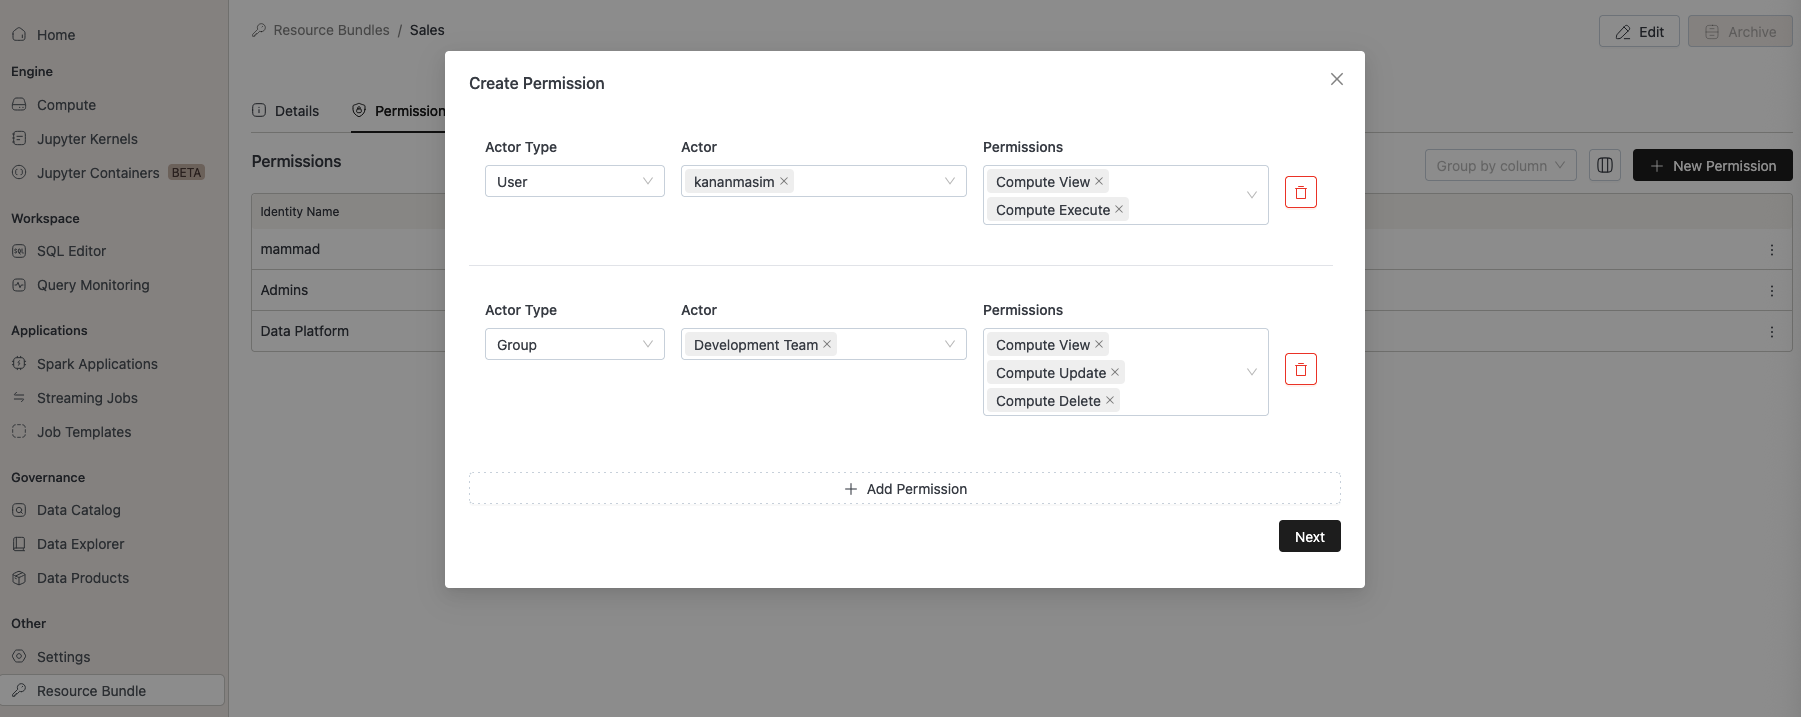 Home
Engine
Compute
Jupyter Kernels
Jupyter Containers BETA
Workspace
SQL Editor
Query Monitoring
Applications
Spark Applications
Streaming Jobs
Job Templates
Governance
Data Catalog
Data Explorer
Data Products
Other
Settings
Resource Bundle
Resource Bundles / Sales
Edit
Archive
Details
Permission
Permissions
Group by column
New Permission
Identity Name
mammad
Admins
Data Platform
Create Permission
Actor Type Actor Permissions
User kananmasim Compute View
Compute Execute
Actor Type Actor Permissions
Group Development Team Compute View
Compute Update
Compute Delete
Add Permission
Next